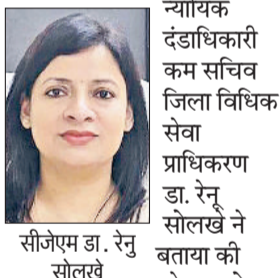 न्यायिक
दंडाधिकारी
कम सचिव
जिला विधिक
सेवा
प्राधिकरण
डा. रेनू
सोलखे ने
बताया की
सीजेएम डा. रेनु
सोलखे